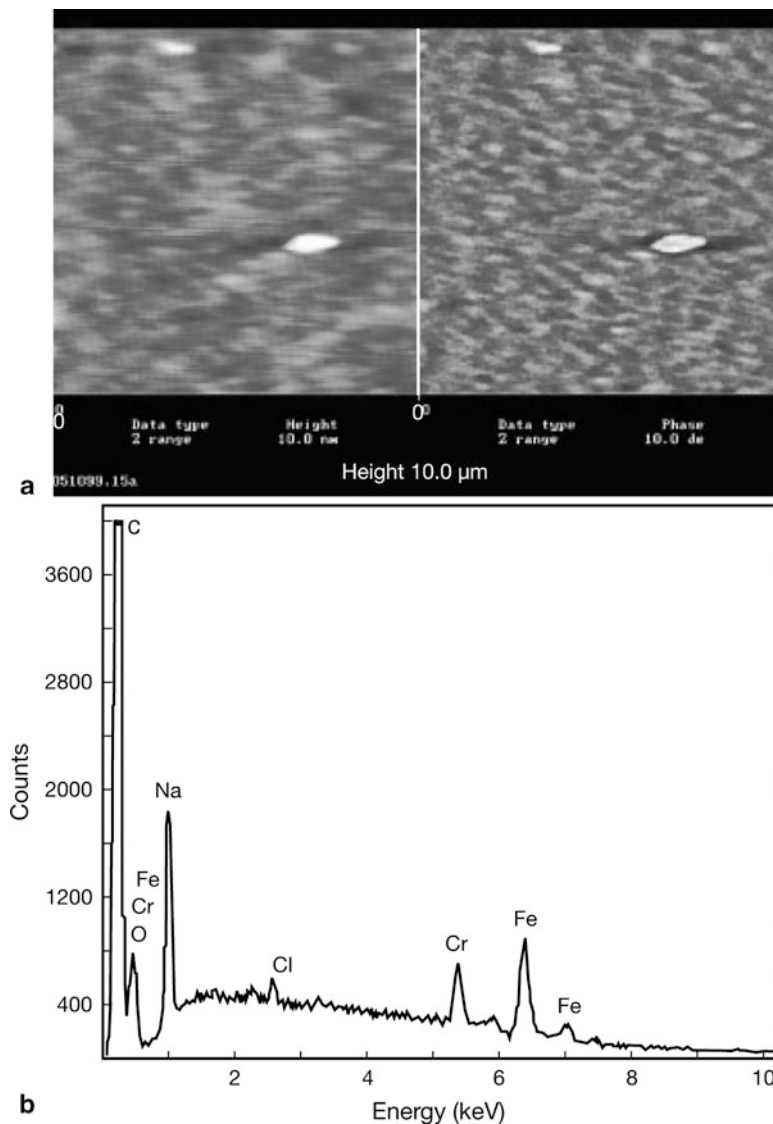 0 0
Data type Height Data type Phase
2 range 10.0 nm 2 range 10.0 de
Height 10.0 µm
a
051099.15a
C
3600
2800
Counts
2000
Na
1200
Fe
Cr
O
Cl
Cr
Fe
Fe
400
2 4 6 8 10
b
Energy (keV)